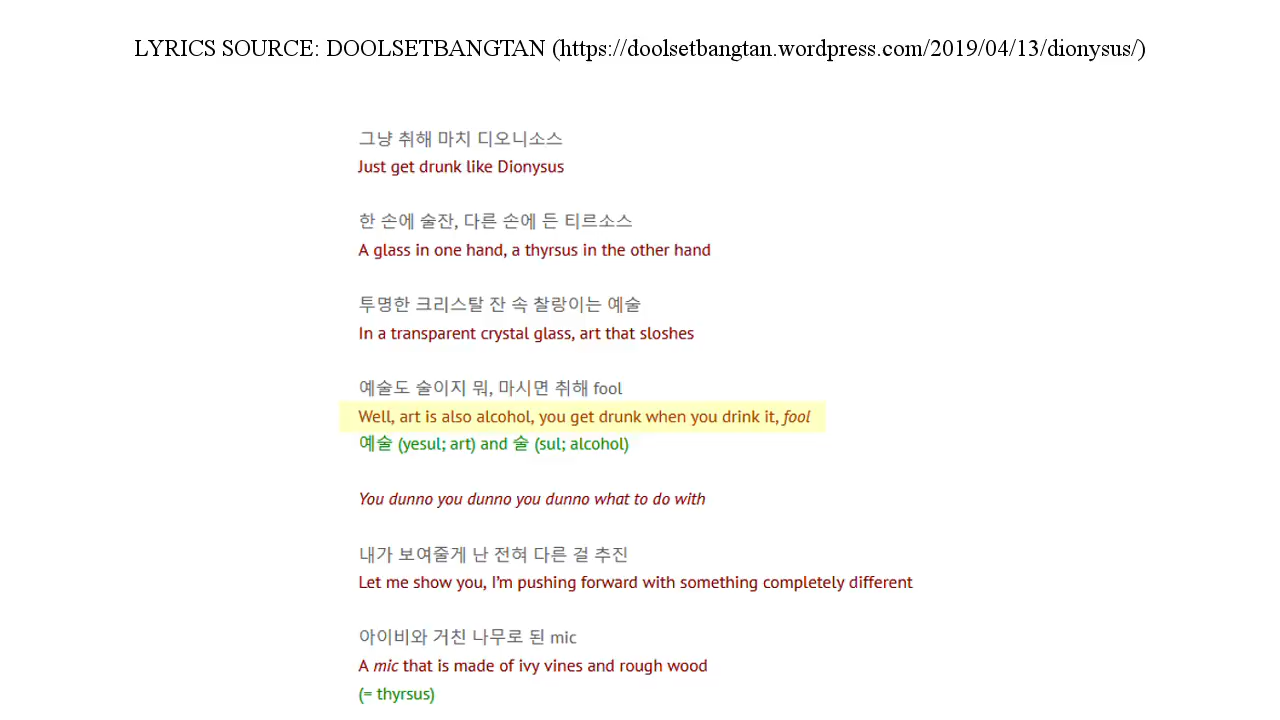 LYRICS SOURCE: DOOLSETBANGTAN (https://doolsetbangtan.wordpress.com/2019/04/13/dionysus/)
그냥 취해 마치 디오니소스
Just get drunk like Dionysus
한 손에 술잔, 다른 손에 든 티르소스
A glass in one hand, a thyrsus in the other hand
투명한 크리스탈 잔 속 찰랑이는 예술
In a transparent crystal glass, art that sloshes
예술도 술이지 뭐, 마시면 취해 fool
Well, art is also alcohol, you get drunk when you drink it, fool
예술 (yesul; art) and 술 (sul; alcohol)
You dunno you dunno you dunno what to do with
내가 보여줄게 난 전혀 다른 걸 추진
Let me show you, I'm pushing forward with something completely different
아이비와 거친 나무로 된 mic
A mic that is made of ivy vines and rough wood
(= thyrsus)